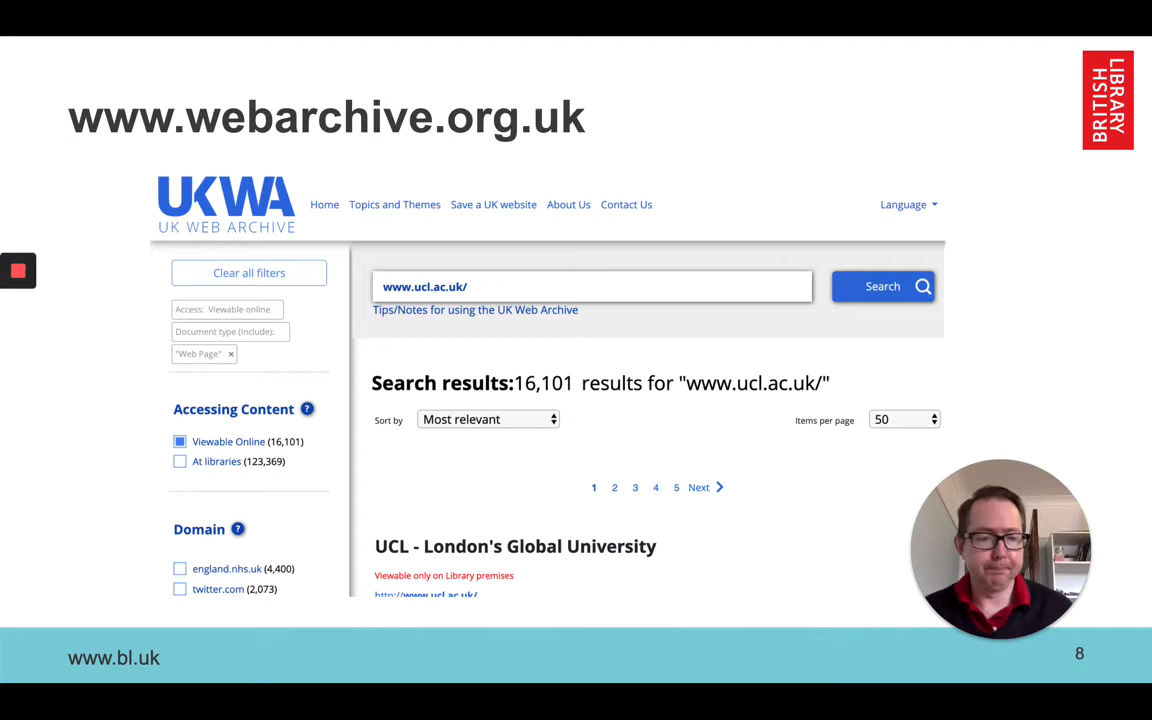 www.webarchive.org.uk
LIBRARY
BRITISH
UKWA
UK WEB ARCHIVE
Home Topics and Themes Save a UK website About Us Contact Us Language
Clear all filters
Access: Viewable online
Document type (Include):
"Web Page" ×
Accessing Content ?
Viewable Online (16,101)
At libraries (123,369)
Domain ?
england.nhs.uk (4,400)
twitter.com (2,073)
www.ucl.ac.uk/
Search
Tips/Notes for using the UK Web Archive
Search results:16,101 results for "www.ucl.ac.uk/"
Sort by Most relevant Items per page 50
1 2 3 4 5 Next
UCL - London's Global University
Viewable only on Library premises
http://www.ucl.ac.uk/
www.bl.uk
8